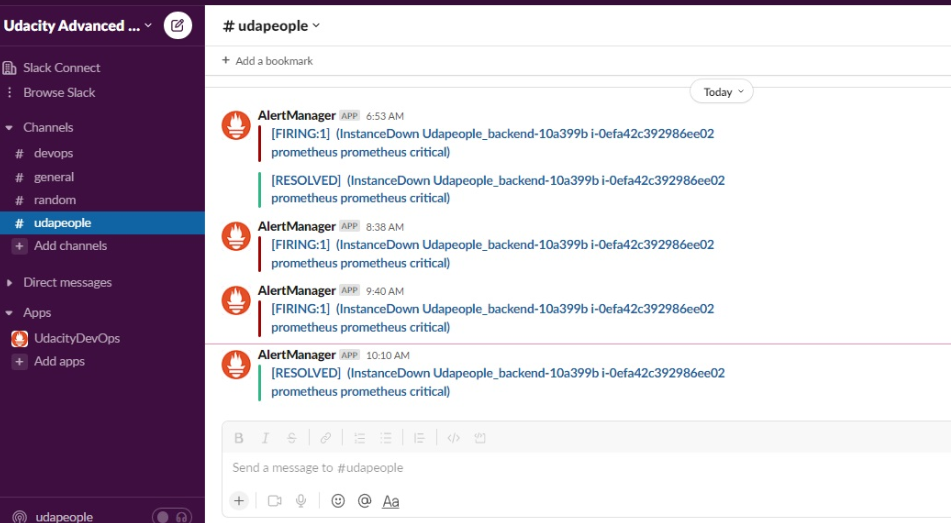 Udacity Advanced ...
Slack Connect
Browse Slack
Channels
# devops
# general
# random
# udapeople
+ Add channels
Direct messages
Apps
UdacityDevOps
+ Add apps
udapeople
# udapeople
+ Add a bookmark
Today
AlertManager APP 6:53 AM
[FIRING:1] (InstanceDown Udapeople_backend-10a399b i-0efa42c392986ee02
prometheus prometheus critical)
[RESOLVED] (InstanceDown Udapeople_backend-10a399b i-0efa42c392986ee02
prometheus prometheus critical)
AlertManager APP 8:38 AM
[FIRING:1] (InstanceDown Udapeople_backend-10a399b i-0efa42c392986ee02
prometheus prometheus critical)
AlertManager APP 9:40 AM
[FIRING:1] (InstanceDown Udapeople_backend-10a399b i-0efa42c392986ee02
prometheus prometheus critical)
AlertManager APP 10:10 AM
[RESOLVED] (InstanceDown Udapeople_backend-10a399b i-0efa42c392986ee02
prometheus prometheus critical)
B I S
Send a message to #udapeople
+ @ Aa